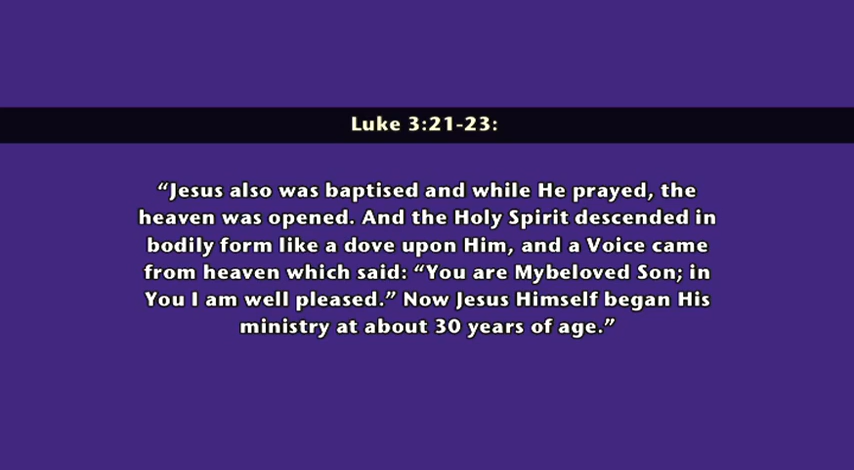 Luke 3:21-23:
“Jesus also was baptised and while He prayed, the
heaven was opened. And the Holy Spirit descended in
bodily form like a dove upon Him, and a Voice came
from heaven which said: “You are Mybeloved Son; in
You I am well pleased.” Now Jesus Himself began His
ministry at about 30 years of age.”